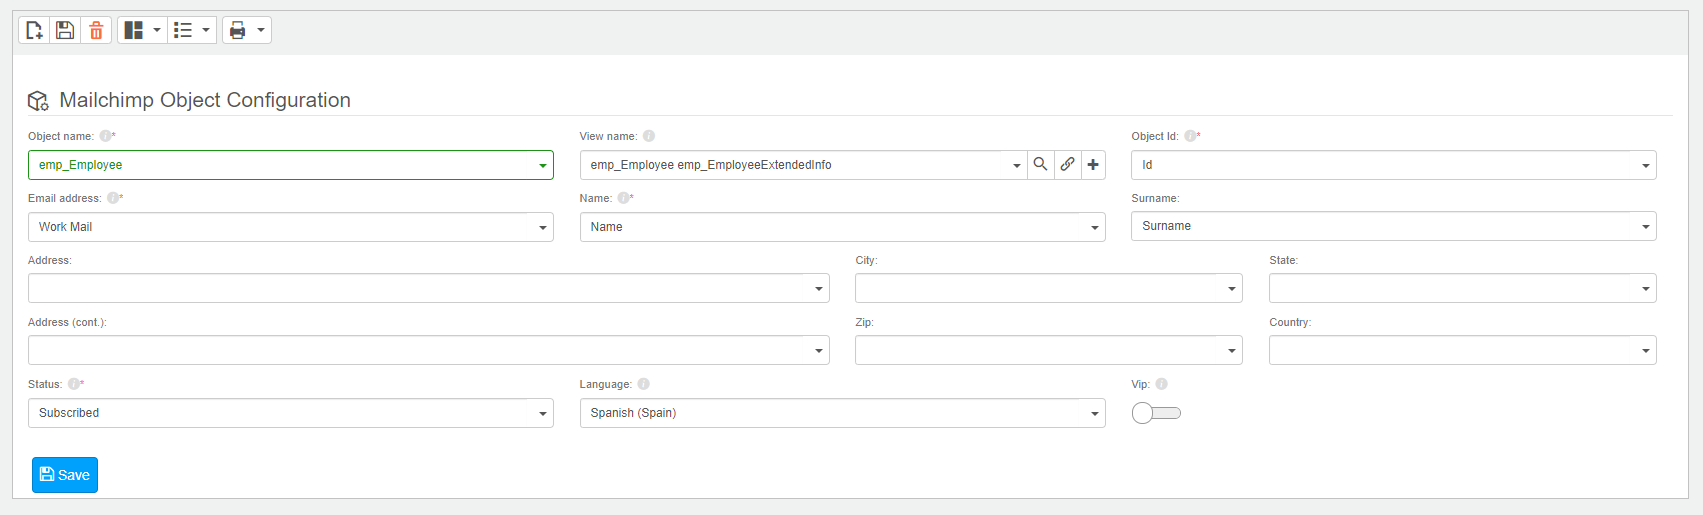 Mailchimp Object Configuration
Object name: * View name: Object Id: *
emp_Employee emp_Employee emp_EmployeeExtendedInfo Id
Email address: * Name: * Surname:
Work Mail Name Surname
Address: City: State:
Address (cont.): Zip: Country:
Status: * Language: Vip:
Subscribed Spanish (Spain)
Save